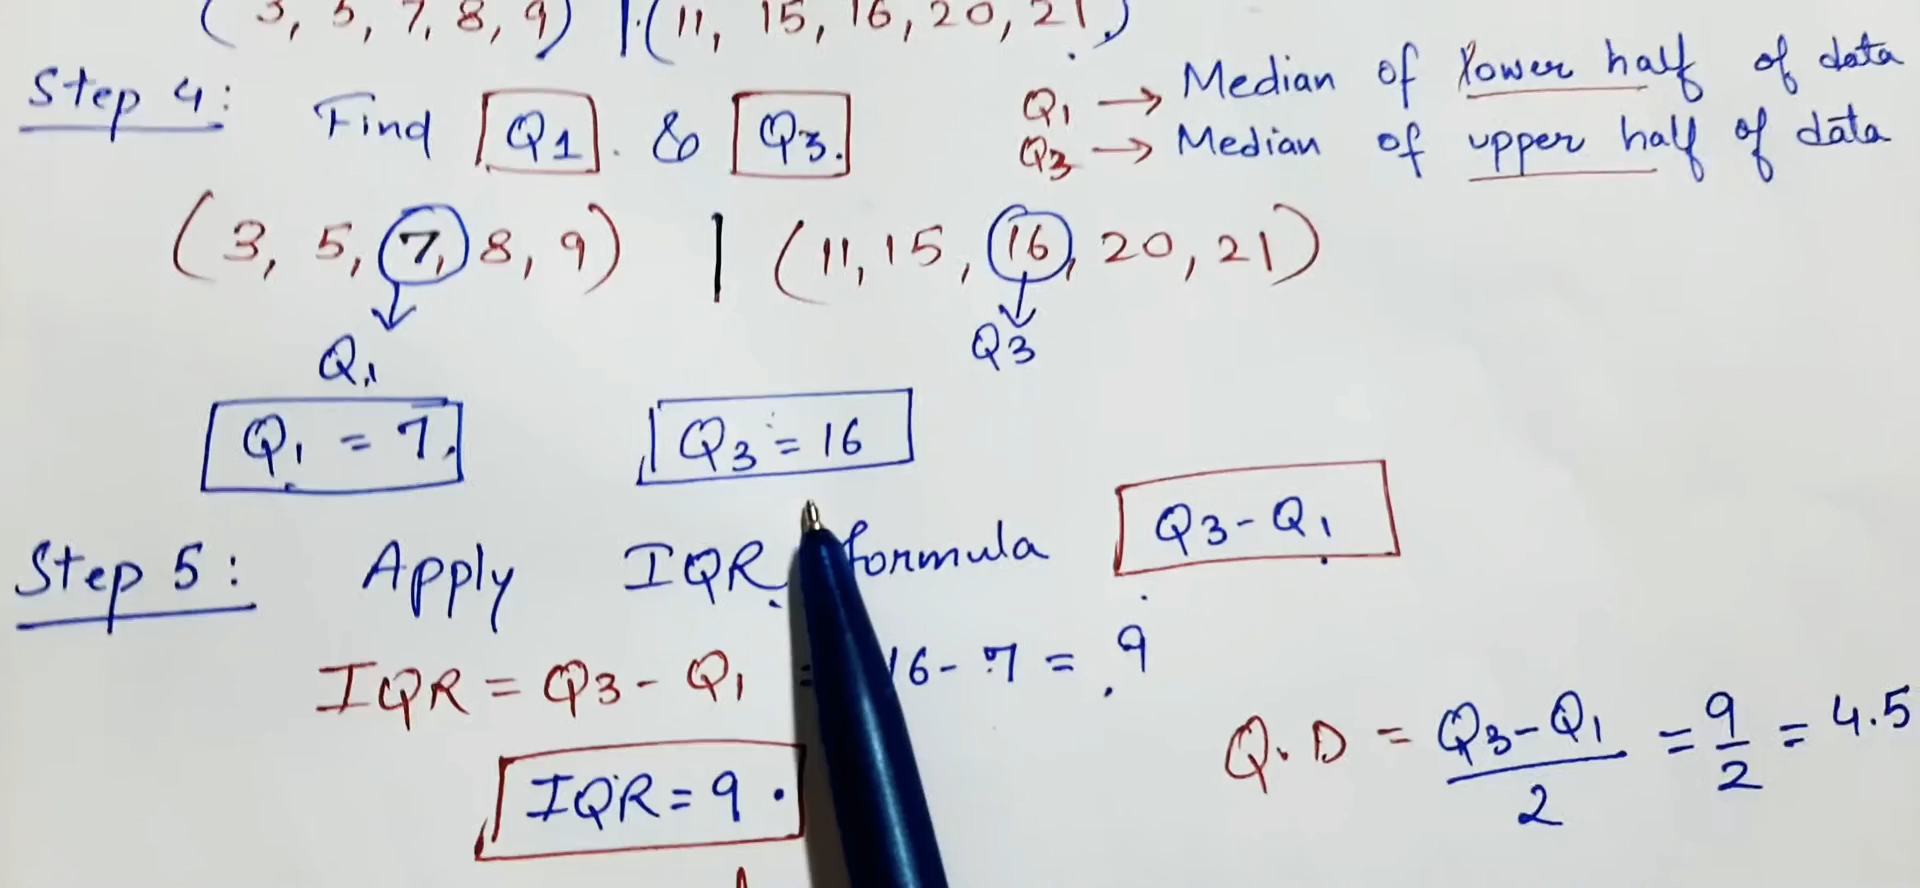 (3, 5, 7, 8, 9) | (11, 15, 16, 20, 21)
Step 4: Find Q1. & Q3.
Q1 → Median of lower half of data
Q3 → Median of upper half of data
(3, 5, 7, 8, 9) | (11, 15, 16, 20, 21)
Q1
Q3
Q1 = 7.
Q3 = 16
Step 5: Apply IQR formula Q3 - Q1
IQR = Q3 - Q1 = 16 - 7 = 9
IQR = 9.
Q.D = Q3 - Q1 / 2 = 9 / 2 = 4.5